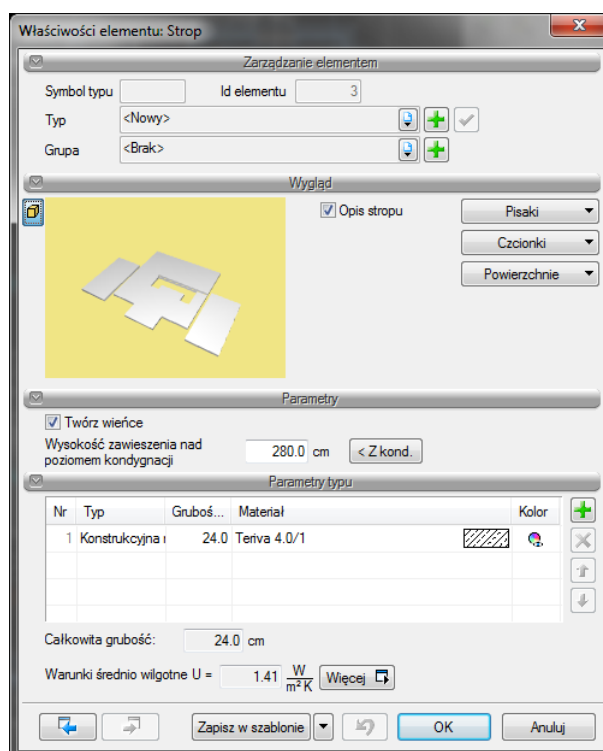 Właściwości elementu: Strop
Zarządzanie elementem
Symbol typu Id elementu 3
Typ <Nowy>
Grupa <Brak>
Wygląd
Opis stropu Pisaki
Czcionki
Powierzchnie
Parametry
Twórz wieńce
Wysokość zawieszenia nad
poziomem kondygnacji 280.0 cm < Z kond.
Parametry typu
Nr Typ Gruboś... Materiał Kolor
1 Konstrukcyjna 24.0 Teriva 4.0/1
Całkowita grubość: 24.0 cm
Warunki średnio wilgotne U = 1.41 W/m²K Więcej
Zapisz w szablonie OK Anuluj